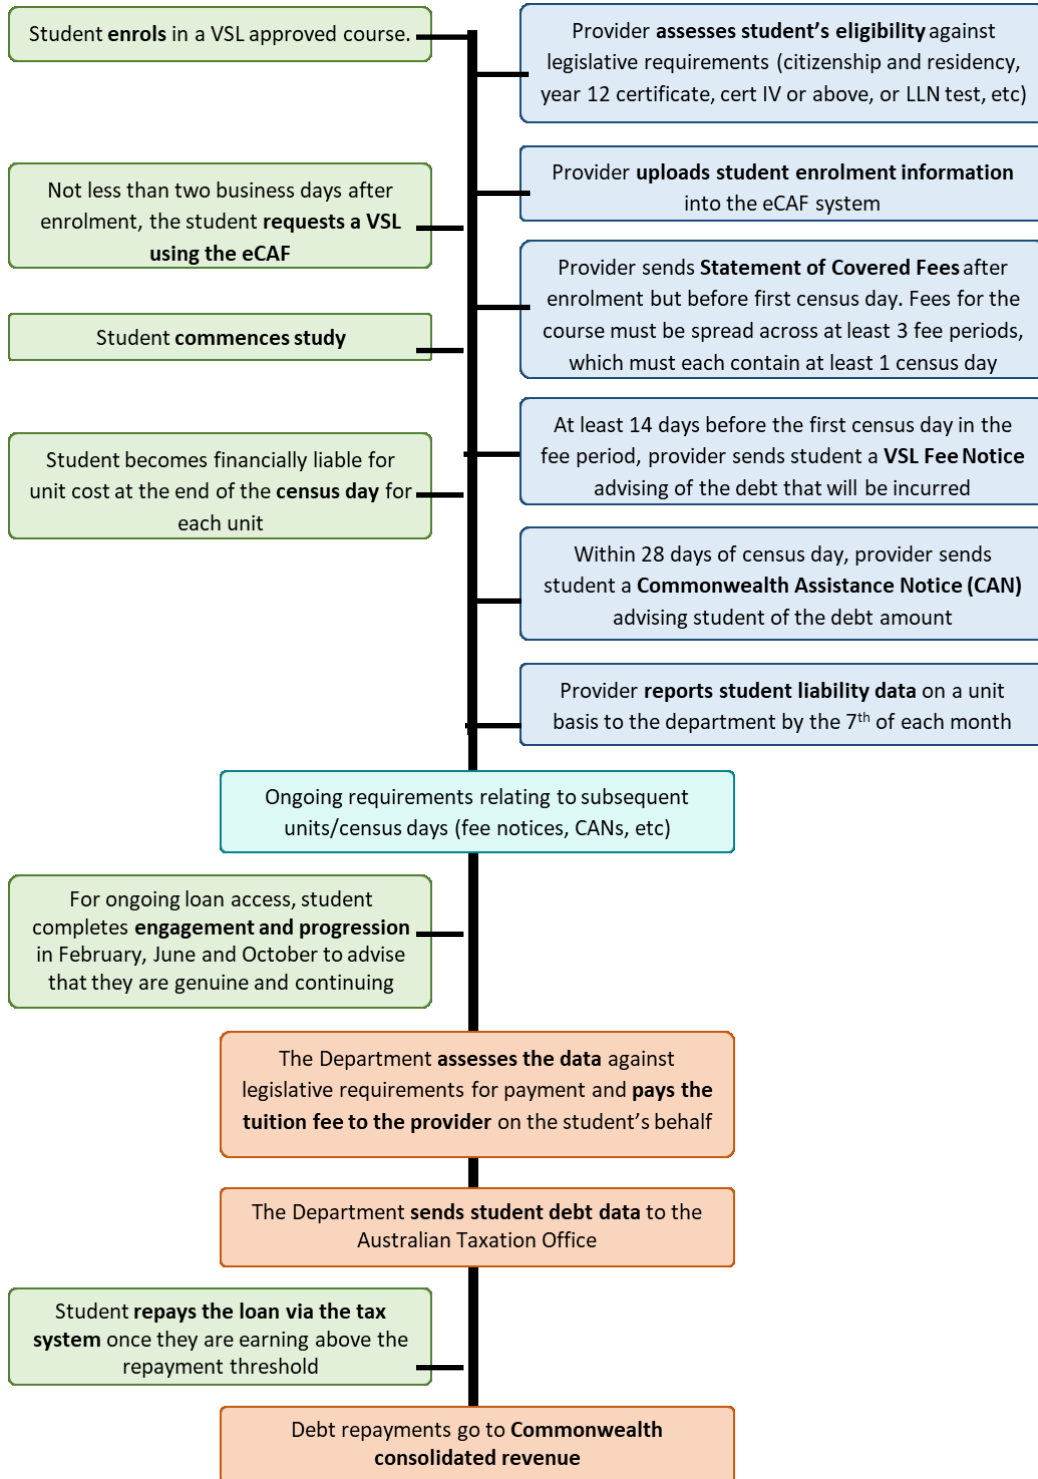 Student enrols in a VSL approved course.
Provider assesses student's eligibility against
legislative requirements (citizenship and residency,
year 12 certificate, cert IV or above, or LLN test, etc)
Provider uploads student enrolment information
into the eCAF system
Not less than two business days after
enrolment, the student requests a VSL
using the eCAF
Provider sends Statement of Covered Fees after
enrolment but before first census day. Fees for the
course must be spread across at least 3 fee periods,
which must each contain at least 1 census day
Student commences study
At least 14 days before the first census day in the
fee period, provider sends student a VSL Fee Notice
advising of the debt that will be incurred
Student becomes financially liable for
unit cost at the end of the census day for
each unit
Within 28 days of census day, provider sends
student a Commonwealth Assistance Notice (CAN)
advising student of the debt amount
Provider reports student liability data on a unit
basis to the department by the 7th of each month
Ongoing requirements relating to subsequent
units/census days (fee notices, CANs, etc)
For ongoing loan access, student
completes engagement and progression
in February, June and October to advise
that they are genuine and continuing
The Department assesses the data against
legislative requirements for payment and pays the
tuition fee to the provider on the student's behalf
The Department sends student debt data to the
Australian Taxation Office
Student repays the loan via the tax
system once they are earning above the
repayment threshold
Debt repayments go to Commonwealth
consolidated revenue